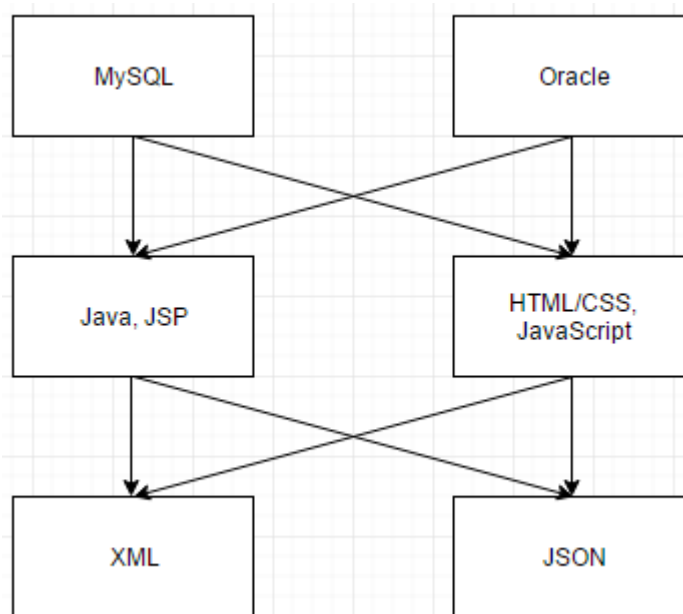 MySQL
Oracle
Java, JSP
HTML/CSS,
JavaScript
XML
JSON